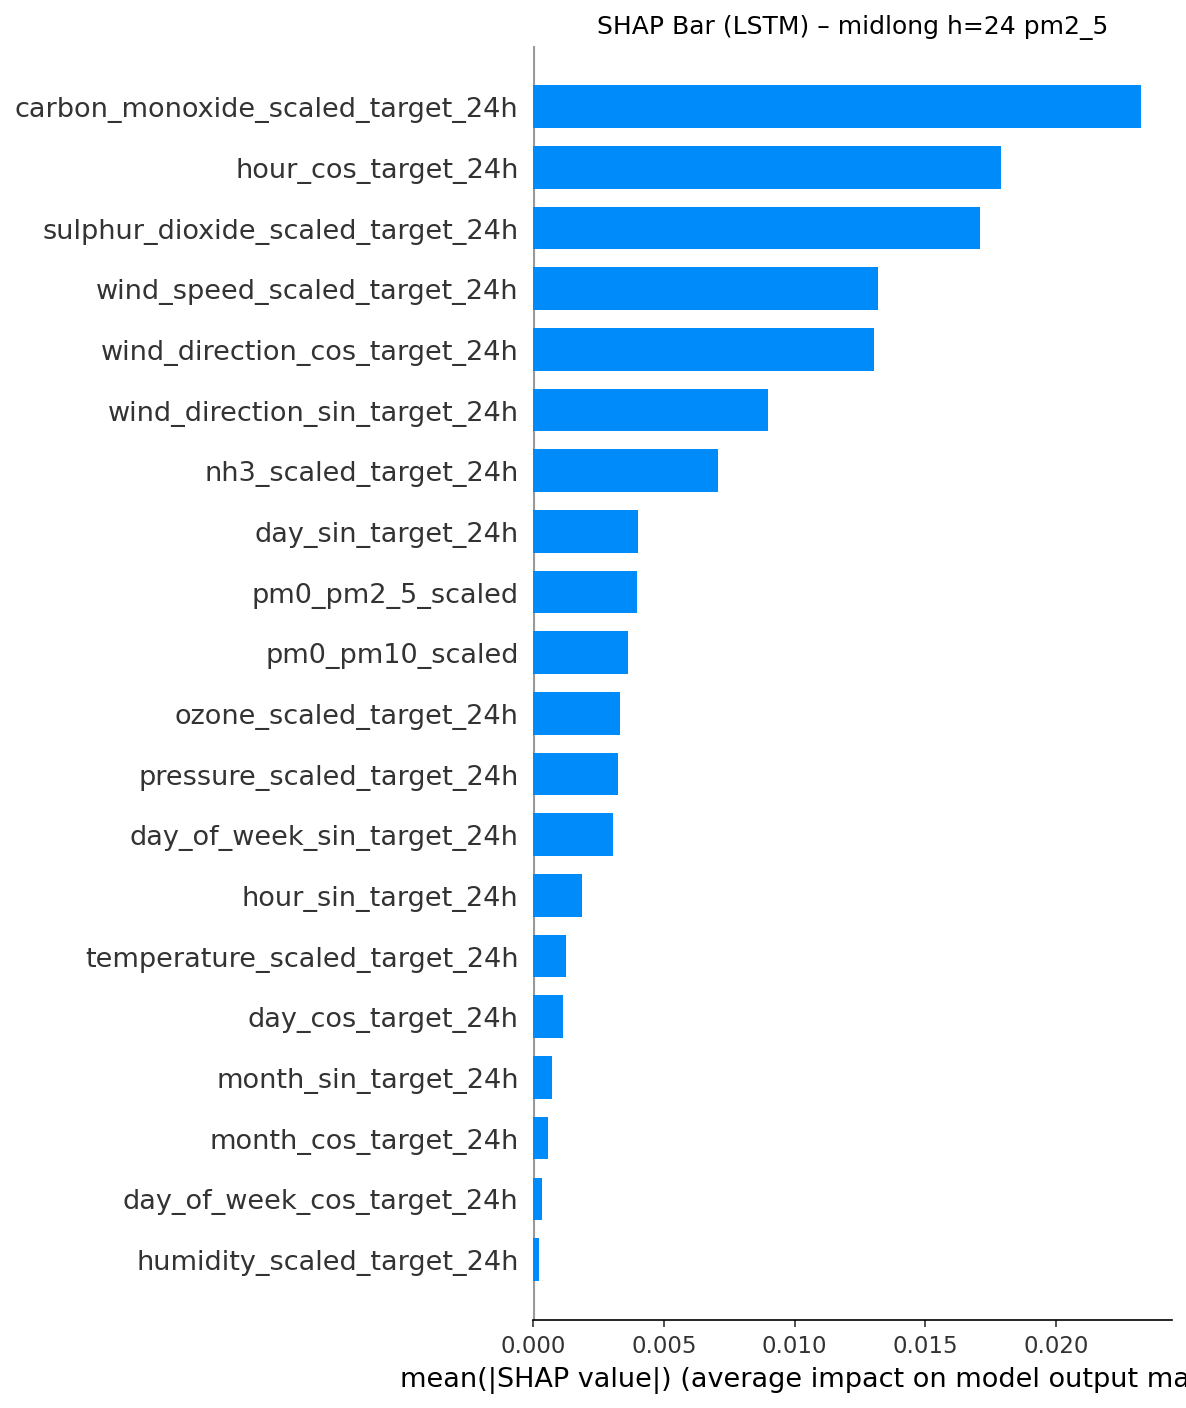 SHAP Bar (LSTM) – midlong h=24 pm2_5
carbon_monoxide_scaled_target_24h
hour_cos_target_24h
sulphur_dioxide_scaled_target_24h
wind_speed_scaled_target_24h
wind_direction_cos_target_24h
wind_direction_sin_target_24h
nh3_scaled_target_24h
day_sin_target_24h
pm0_pm2_5_scaled
pm0_pm10_scaled
ozone_scaled_target_24h
pressure_scaled_target_24h
day_of_week_sin_target_24h
hour_sin_target_24h
temperature_scaled_target_24h
day_cos_target_24h
month_sin_target_24h
month_cos_target_24h
day_of_week_cos_target_24h
humidity_scaled_target_24h
0.000 0.005 0.010 0.015 0.020
mean(|SHAP value|) (average impact on model output ma